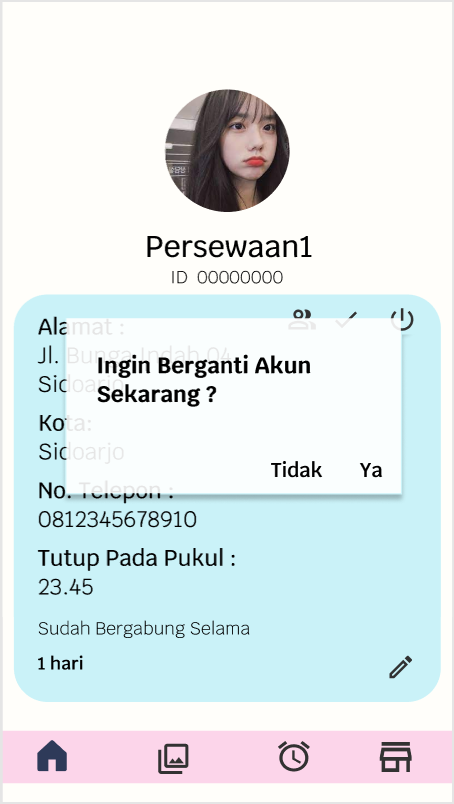 Persewaan1
ID 00000000
Alamat :
Jl. Bunga Indah 04
Sidoarjo
Ingin Berganti Akun
Sekarang ?
Kota:
Sidoarjo
Tidak Ya
No. Telepon :
0812345678910
Tutup Pada Pukul :
23.45
Sudah Bergabung Selama
1 hari